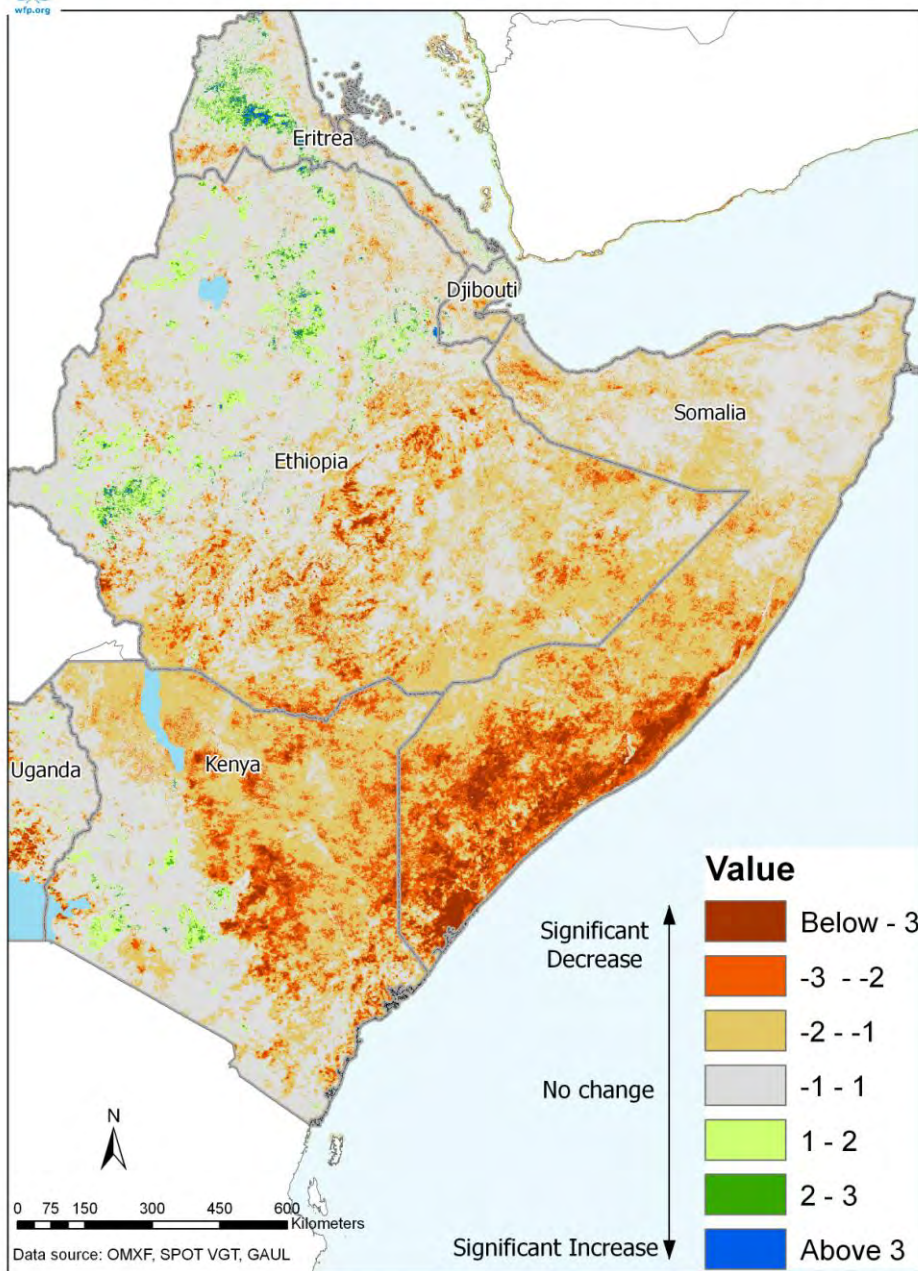 wfp.org
Eritrea
Djibouti
Somalia
Ethiopia
Uganda
Kenya
Value
Significant
Decrease
Below - 3
-3 - -2
-2 - -1
No change
-1 - 1
1 - 2
2 - 3
Significant Increase
Above 3
N
0 75 150 300 450 600
Kilometers
Data source: OMXF, SPOT VGT, GAUL